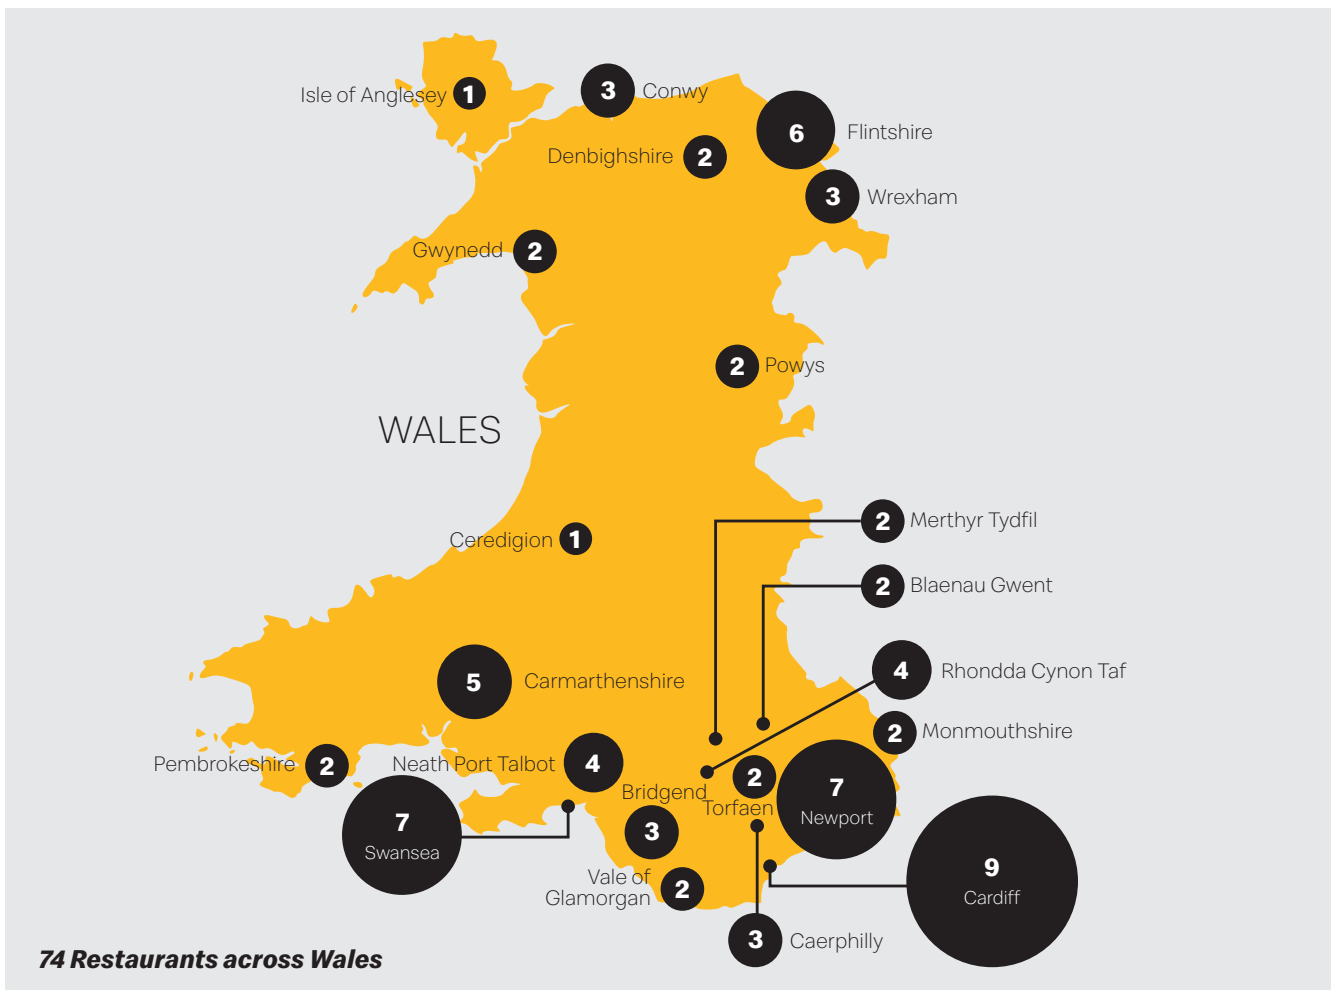 Isle of Anglesey 1
3 Conwy
6 Flintshire
Denbighshire 2
3 Wrexham
Gwynedd 2
2 Powys
WALES
2 Merthyr Tydfil
Ceredigion 1
2 Blaenau Gwent
4 Rhondda Cynon Taf
5 Carmarthenshire
2 Monmouthshire
Pembrokeshire 2
Neath Port Talbot 4
2
Torfaen
7
Newport
Bridgend
3
7
Swansea
Vale of
Glamorgan 2
9
Cardiff
3 Caerphilly
74 Restaurants across Wales